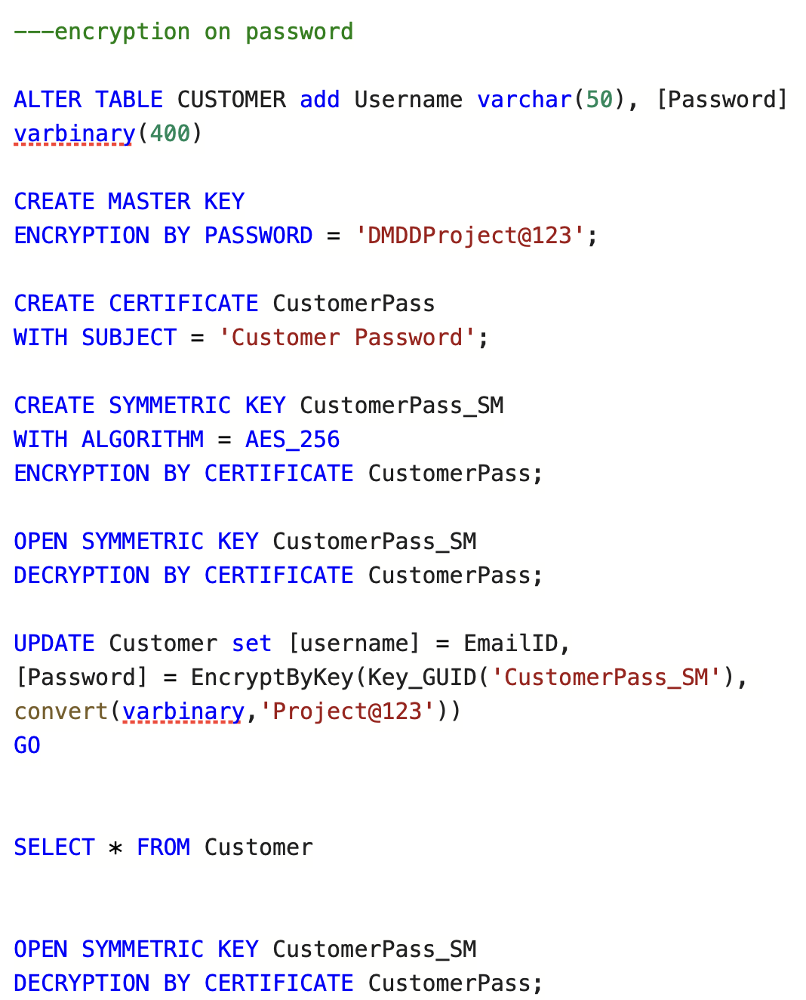 ---encryption on password
ALTER TABLE CUSTOMER add Username varchar(50), [Password]
varbinary(400)
CREATE MASTER KEY
ENCRYPTION BY PASSWORD = 'DMDDProject@123';
CREATE CERTIFICATE CustomerPass
WITH SUBJECT = 'Customer Password';
CREATE SYMMETRIC KEY CustomerPass_SM
WITH ALGORITHM = AES_256
ENCRYPTION BY CERTIFICATE CustomerPass;
OPEN SYMMETRIC KEY CustomerPass_SM
DECRYPTION BY CERTIFICATE CustomerPass;
UPDATE Customer set [username] = EmailID,
[Password] = EncryptByKey(Key_GUID('CustomerPass_SM'),
convert(varbinary,'Project@123'))
GO
SELECT * FROM Customer
OPEN SYMMETRIC KEY CustomerPass_SM
DECRYPTION BY CERTIFICATE CustomerPass;